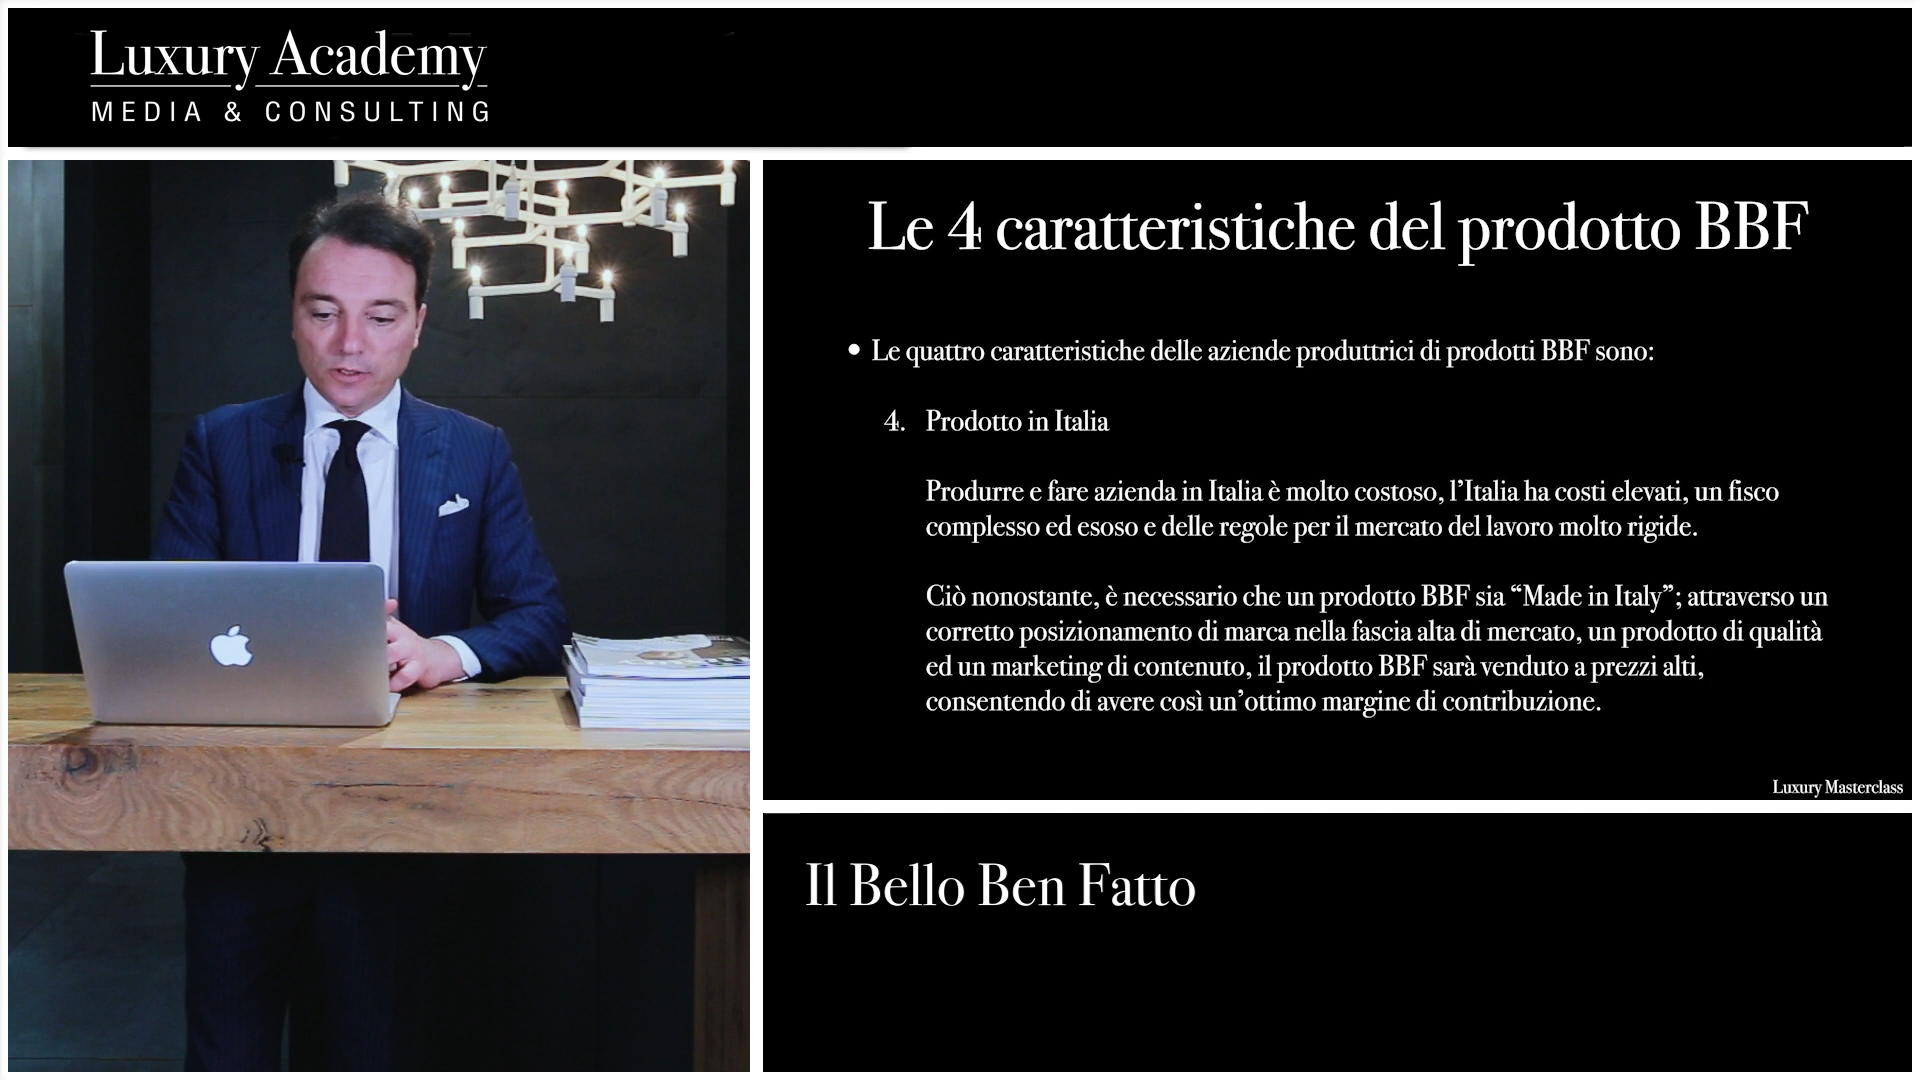 Luxury Academy
MEDIA & CONSULTING
Le 4 caratteristiche del prodotto BBF
• Le quattro caratteristiche delle aziende produttrici di prodotti BBF sono:
4. Prodotto in Italia
Produrre e fare azienda in Italia è molto costoso, l’Italia ha costi elevati, un fisco
complesso ed esoso e delle regole per il mercato del lavoro molto rigide.
Ciò nonostante, è necessario che un prodotto BBF sia “Made in Italy”; attraverso un
corretto posizionamento di marca nella fascia alta di mercato, un prodotto di qualità
ed un marketing di contenuto, il prodotto BBF sarà venduto a prezzi alti,
consentendo di avere così un’ottimo margine di contribuzione.
Luxury Masterclass
Il Bello Ben Fatto